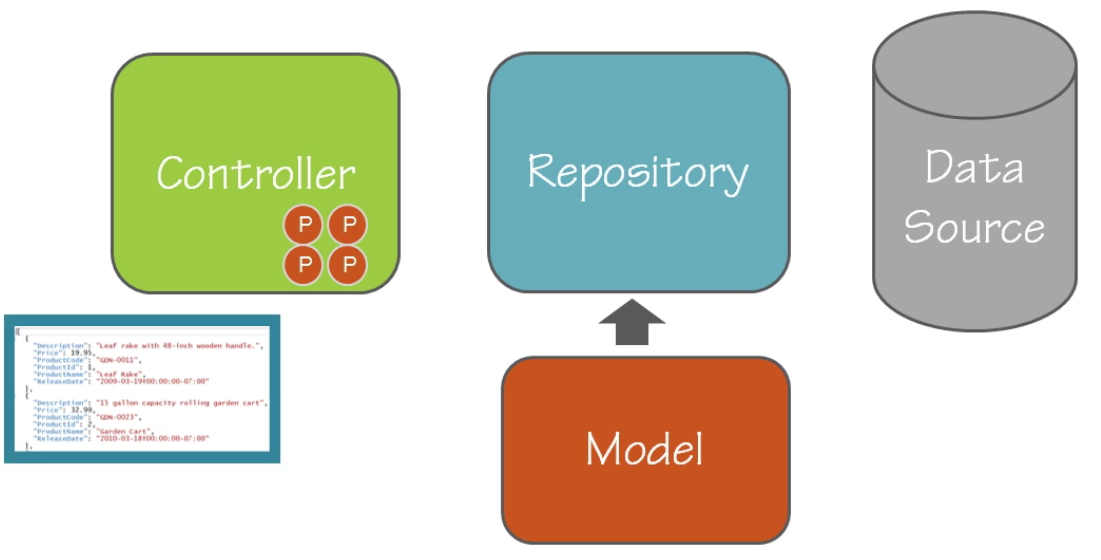 Controller
P P
P P
Repository
Data
Source
[
{
"Description": "Leaf rake with 48-inch wooden handle.",
"Price": 19.95,
"ProductCode": "GDN-0011",
"ProductId": 1,
"ProductName": "Leaf Rake",
"ReleaseDate": "2009-03-19T00:00:00-07:00"
},
{
"Description": "15 gallon capacity rolling garden cart",
"Price": 32.99,
"ProductCode": "GDN-0023",
"ProductId": 2,
"ProductName": "Garden Cart",
"ReleaseDate": "2010-03-18T00:00:00-07:00"
},
Model